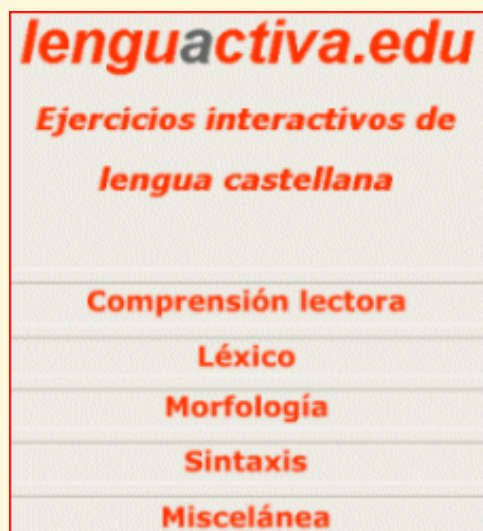 lenguactiva.edu
Ejercicios interactivos de
lengua castellana
Comprensión lectora
Léxico
Morfología
Sintaxis
Miscelánea